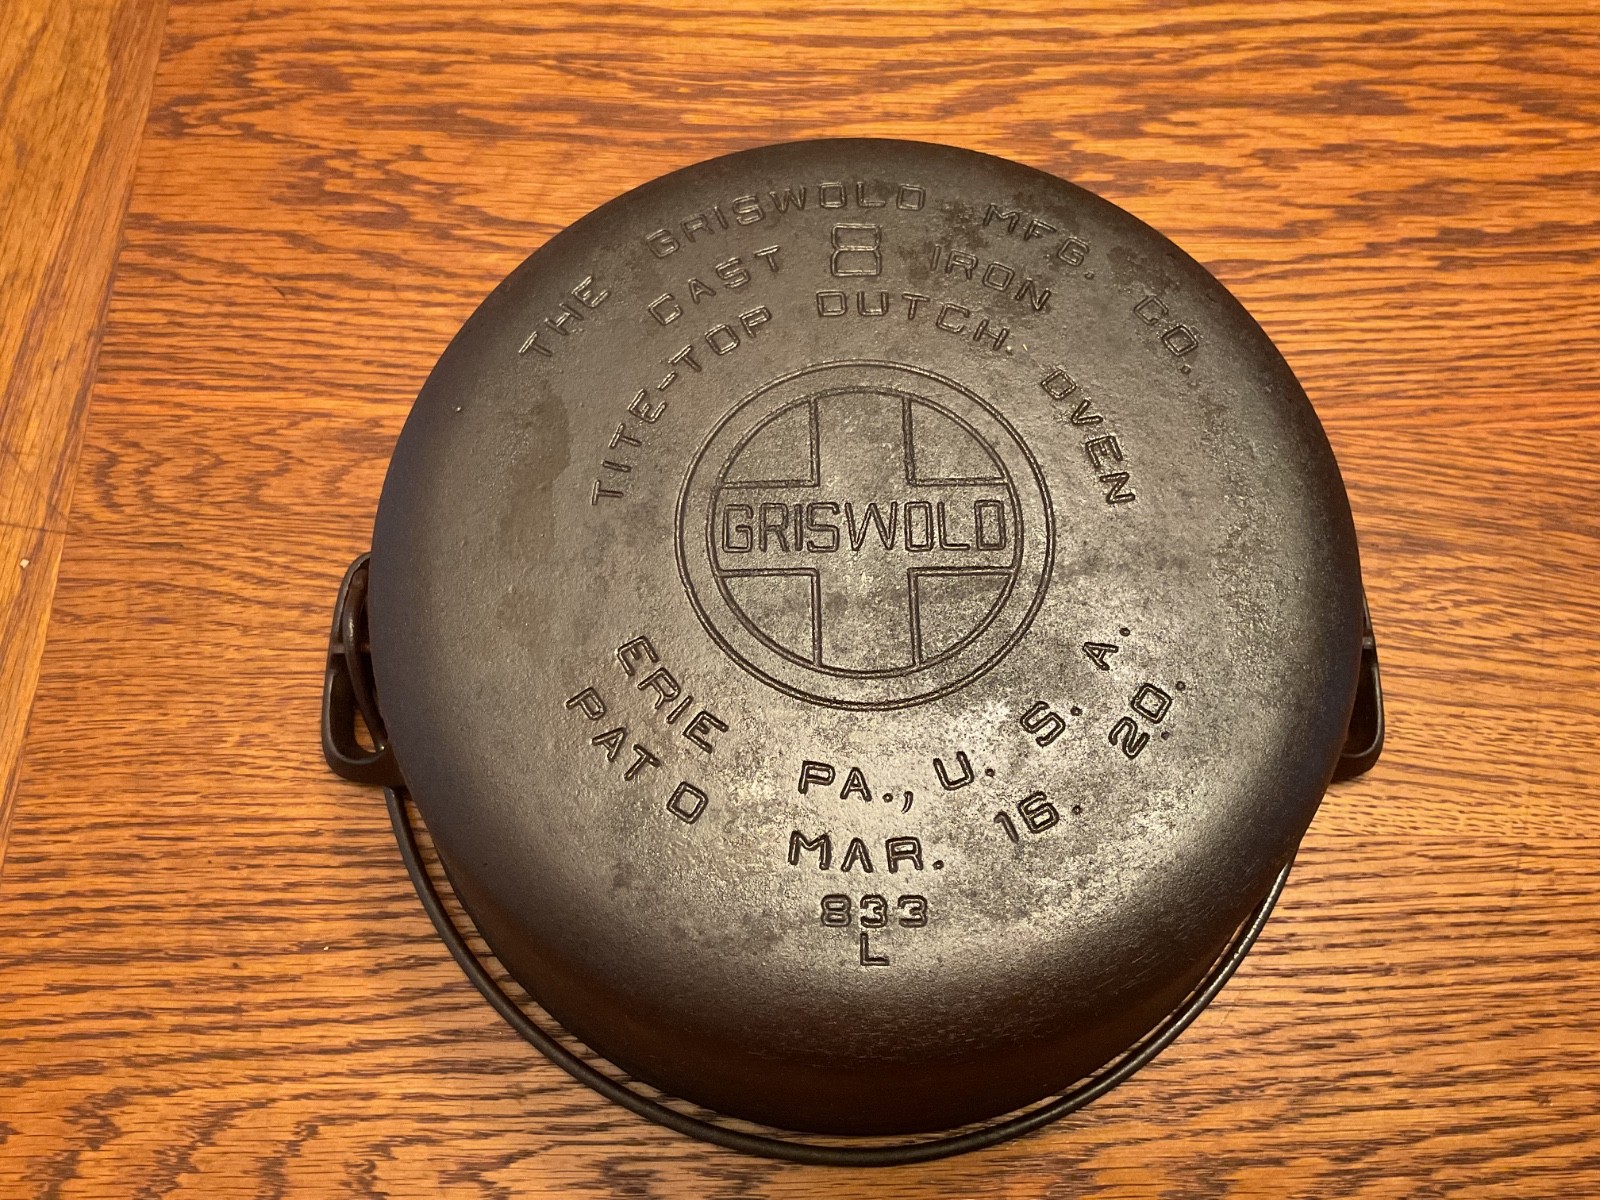 THE GRISWOLD MFG. CO.,
CAST 8 IRON
TITE-TOP DUTCH OVEN
GRISWOLD
ERIE PA., U. S. A.
PAT D MAR. 16. 20.
833
L